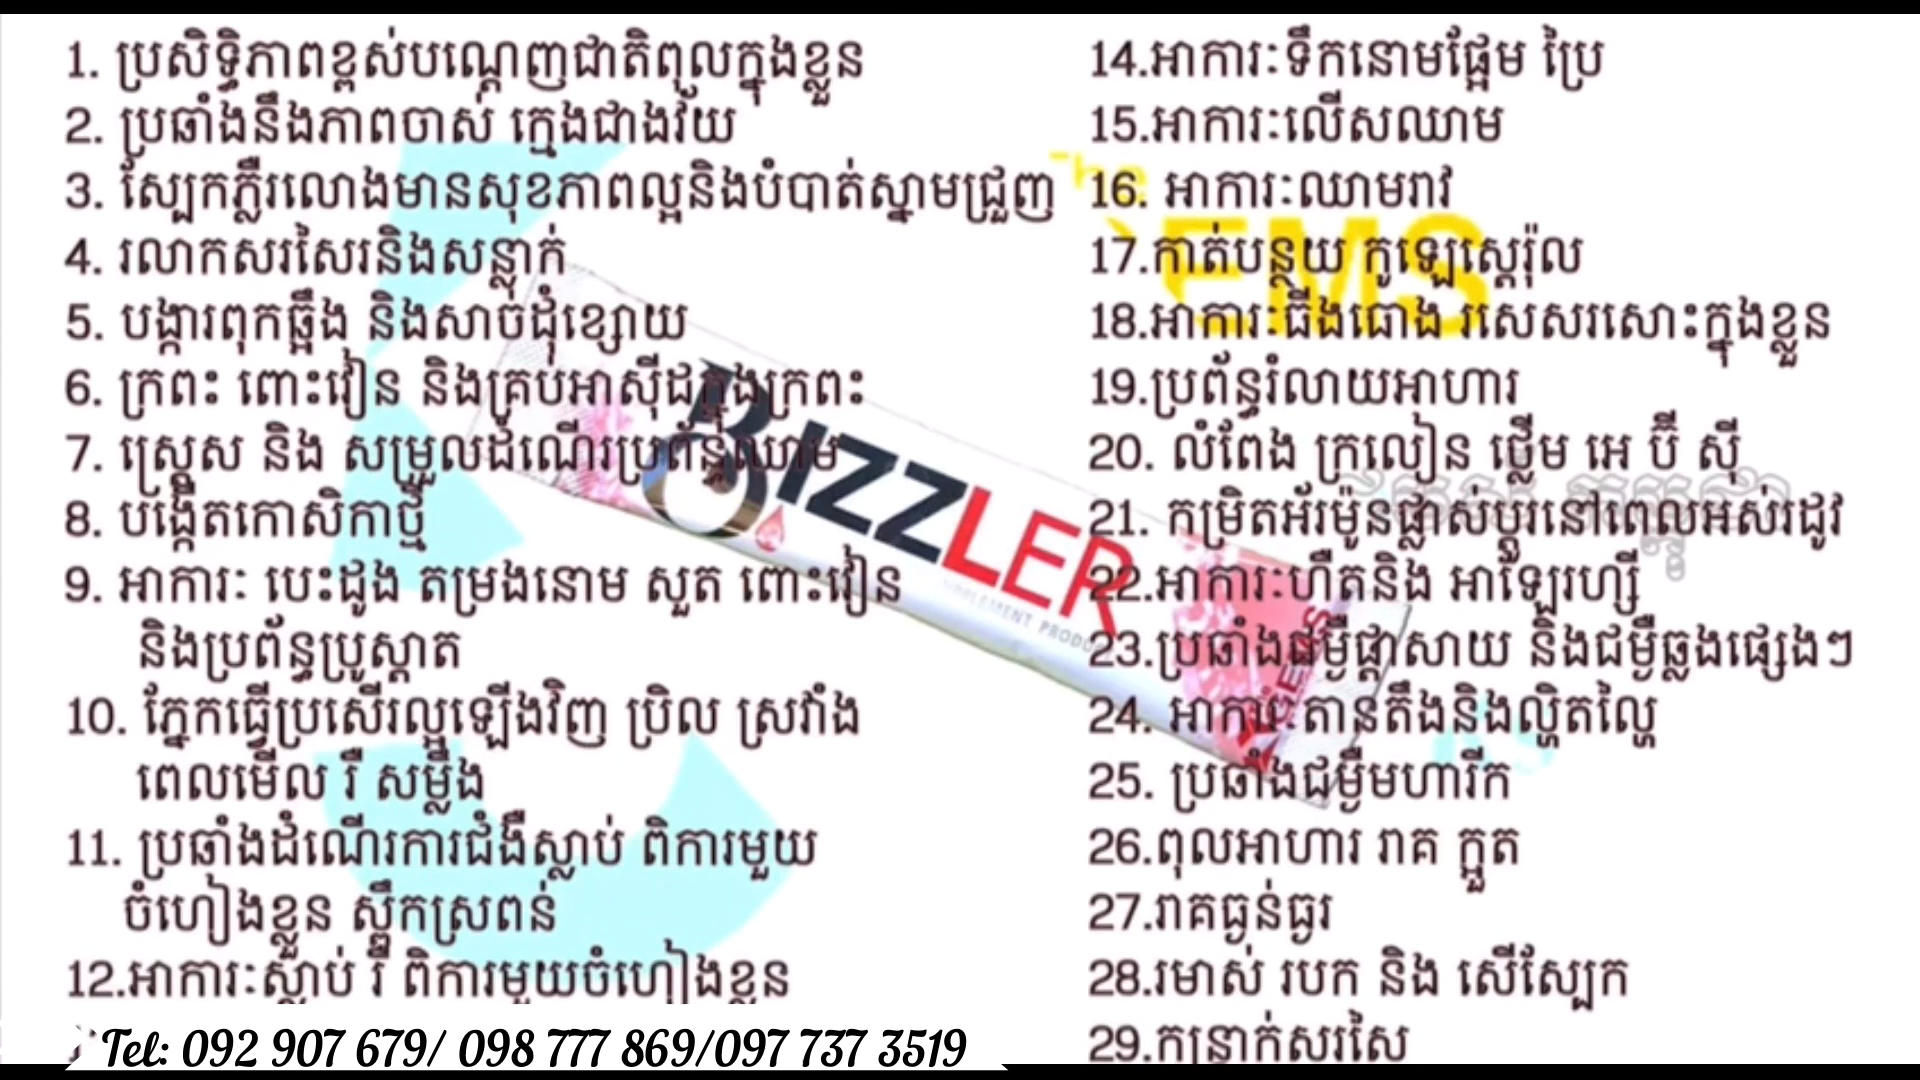 1. ប្រសិទ្ធិភាពខ្ពស់បណ្តេញជាតិពុលក្នុងខ្លួន
2. ប្រឆាំងនឹងភាពចាស់ ក្មេងជាងវ័យ
3. ស្បែកភ្លឺរលោងមានសុខភាពល្អនិងបំបាត់ស្នាមជ្រួញ
4. រលាកសរសៃរនិងសន្លាក់
5. បង្ការពុកឆ្អឹង និងសាច់ដុំខ្សោយ
6. ក្រពះ ពោះវៀន និងគ្រប់អាស៊ីដក្នុងក្រពះ
7. ស្ត្រេស និង សម្រួលដំណើរប្រព័ន្ធឈាម
8. បង្កើតកោសិកាថ្មី
9. អាការៈ បេះដូង តម្រងនោម សួត ពោះវៀន
និងប្រព័ន្ធប្រូស្តាត
10. ភ្នែកធ្វើប្រសើរល្អឡើងវិញ ប្រិល ស្រវាំង
ពេលមើល រឺ សម្លឹង
11. ប្រឆាំងដំណើរការជំងឺស្លាប់ ពិការមួយ
ចំហៀងខ្លួន ស្ពឹកស្រពន់
12.អាការៈស្លាប់ រឺ ពិការមួយចំហៀងខ្លួន
Tel: 092 907 679/ 098 777 869/097 737 3519
14.អាការៈទឹកនោមផ្អែម ប្រៃ
15.អាការៈលើសឈាម
16. អាការៈឈាមរាវ
17.កាត់បន្ថយ កូឡេស្តេរ៉ុល
18.អាការៈធីងធោង រសេសរសោះក្នុងខ្លួន
19.ប្រព័ន្ធរំលាយអាហារ
20. លំពែង ក្រលៀន ថ្លើម អេ ប៊ី ស៊ី
21. កម្រិតអ័រម៉ូនផ្លាស់ប្តូរនៅពេលអស់រដូវ
22.អាការៈហឺតនិង អាឡែរហ្សី
23.ប្រឆាំងជម្ងឺផ្តាសាយ និងជម្ងឺឆ្លងផ្សេងៗ
24. អាការៈតានតឹងនិងល្ហិតល្ហៃ
25. ប្រឆាំងជម្ងឺមហារីក
26.ពុលអាហារ រាគ ក្អួត
27.រាគធ្ងន់ធ្ងរ
28.រមាស់ របក និង សើស្បែក
29.កន្ត្រាក់សរសៃ
The
EMS
BIZZLER
SUPPLEMENT PRODUCT